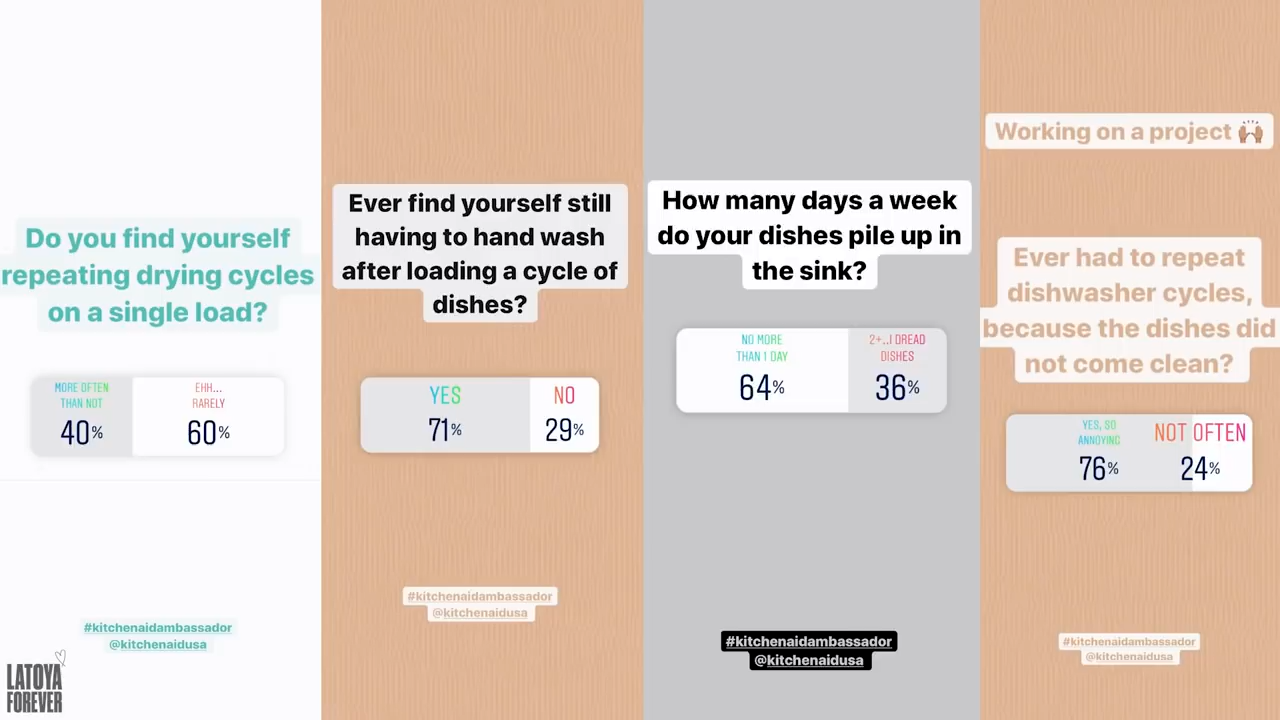 Do you find yourself
repeating drying cycles
on a single load?
MORE OFTEN
THAN NOT
40%
EHH...
RARELY
60%
#kitchenaidambassador
@kitchenaidusa
LATOYA
FOREVER
Ever find yourself still
having to hand wash
after loading a cycle of
dishes?
YES
71%
NO
29%
#kitchenaidambassador
@kitchenaidusa
How many days a week
do your dishes pile up in
the sink?
NO MORE
THAN 1 DAY
64%
2+..I DREAD
DISHES
36%
#kitchenaidambassador
@kitchenaidusa
Working on a project 🙌🏽
Ever had to repeat
dishwasher cycles,
because the dishes did
not come clean?
YES, SO
ANNOYING
76%
NOT OFTEN
24%
#kitchenaidambassador
@kitchenaidusa